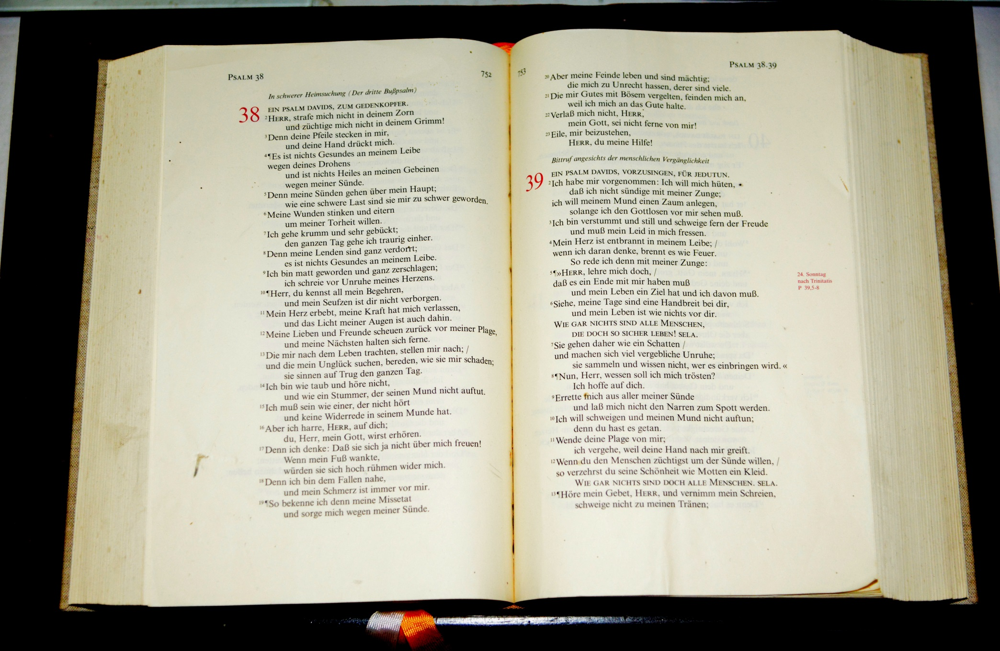 PSALM 38 752
In schwerer Heimsuchung (Der dritte Bußpsalm)
38 EIN PSALM DAVIDS, ZUM GEDENKOPFER.
2 HERR, strafe mich nicht in deinem Zorn
und züchtige mich nicht in deinem Grimm!
3 Denn deine Pfeile stecken in mir,
und deine Hand drückt mich.
4 ¶Es ist nichts Gesundes an meinem Leibe
wegen deines Drohens
und ist nichts Heiles an meinen Gebeinen
wegen meiner Sünde.
5 Denn meine Sünden gehen über mein Haupt;
wie eine schwere Last sind sie mir zu schwer geworden.
6 Meine Wunden stinken und eitern
um meiner Torheit willen.
7 Ich gehe krumm und sehr gebückt;
den ganzen Tag gehe ich traurig einher.
8 Denn meine Lenden sind ganz verdorrt;
es ist nichts Gesundes an meinem Leibe.
9 Ich bin matt geworden und ganz zerschlagen;
ich schreie vor Unruhe meines Herzens.
10 ¶Herr, du kennst all mein Begehren,
und mein Seufzen ist dir nicht verborgen.
11 Mein Herz erbebt, meine Kraft hat mich verlassen,
und das Licht meiner Augen ist auch dahin.
12 Meine Lieben und Freunde scheuen zurück vor meiner Plage,
und meine Nächsten halten sich ferne.
13 Die mir nach dem Leben trachten, stellen mir nach; /
und die mein Unglück suchen, bereden, wie sie mir schaden;
sie sinnen auf Trug den ganzen Tag.
14 Ich bin wie taub und höre nicht,
und wie ein Stummer, der seinen Mund nicht auftut.
15 Ich muß sein wie einer, der nicht hört
und keine Widerrede in seinem Munde hat.
16 Aber ich harre, HERR, auf dich;
du, Herr, mein Gott, wirst erhören.
17 Denn ich denke: Daß sie sich ja nicht über mich freuen!
Wenn mein Fuß wankte,
würden sie sich hoch rühmen wider mich.
18 Denn ich bin dem Fallen nahe,
und mein Schmerz ist immer vor mir.
19 ¶So bekenne ich denn meine Missetat
und sorge mich wegen meiner Sünde.
753 PSALM 38.39
20 Aber meine Feinde leben und sind mächtig;
die mich zu Unrecht hassen, derer sind viele.
21 Die mir Gutes mit Bösem vergelten, feinden mich an,
weil ich mich an das Gute halte.
22 Verlaß mich nicht, HERR,
mein Gott, sei nicht ferne von mir!
23 Eile, mir beizustehen,
HERR, du meine Hilfe!
Bittruf angesichts der menschlichen Vergänglichkeit
39 EIN PSALM DAVIDS, VORZUSINGEN, FÜR JEDUTUN.
2 Ich habe mir vorgenommen: Ich will mich hüten,
daß ich nicht sündige mit meiner Zunge;
ich will meinem Mund einen Zaum anlegen,
solange ich den Gottlosen vor mir sehen muß.
3 Ich bin verstummt und still und schweige fern der Freude
und muß mein Leid in mich fressen.
4 Mein Herz ist entbrannt in meinem Leibe; /
wenn ich daran denke, brennt es wie Feuer.
So rede ich denn mit meiner Zunge:
5 ¶»HERR, lehre mich doch, /
daß es ein Ende mit mir haben muß
und mein Leben ein Ziel hat und ich davon muß.
6 Siehe, meine Tage sind eine Handbreit bei dir,
und mein Leben ist wie nichts vor dir.
WIE GAR NICHTS SIND ALLE MENSCHEN,
DIE DOCH SO SICHER LEBEN! SELA.
7 Sie gehen daher wie ein Schatten /
und machen sich viel vergebliche Unruhe;
sie sammeln und wissen nicht, wer es einbringen wird.«
8 ¶Nun, Herr, wessen soll ich mich trösten?
Ich hoffe auf dich.
9 Errette mich aus aller meiner Sünde
und laß mich nicht den Narren zum Spott werden.
10 Ich will schweigen und meinen Mund nicht auftun;
denn du hast es getan.
11 Wende deine Plage von mir;
ich vergehe, weil deine Hand nach mir greift.
12 Wenn du den Menschen züchtigst um der Sünde willen, /
so verzehrst du seine Schönheit wie Motten ein Kleid.
WIE GAR NICHTS SIND DOCH ALLE MENSCHEN. SELA.
13 ¶Höre mein Gebet, HERR, und vernimm mein Schreien,
schweige nicht zu meinen Tränen;
24. Sonntag
nach Trinitatis
P 39,5-8